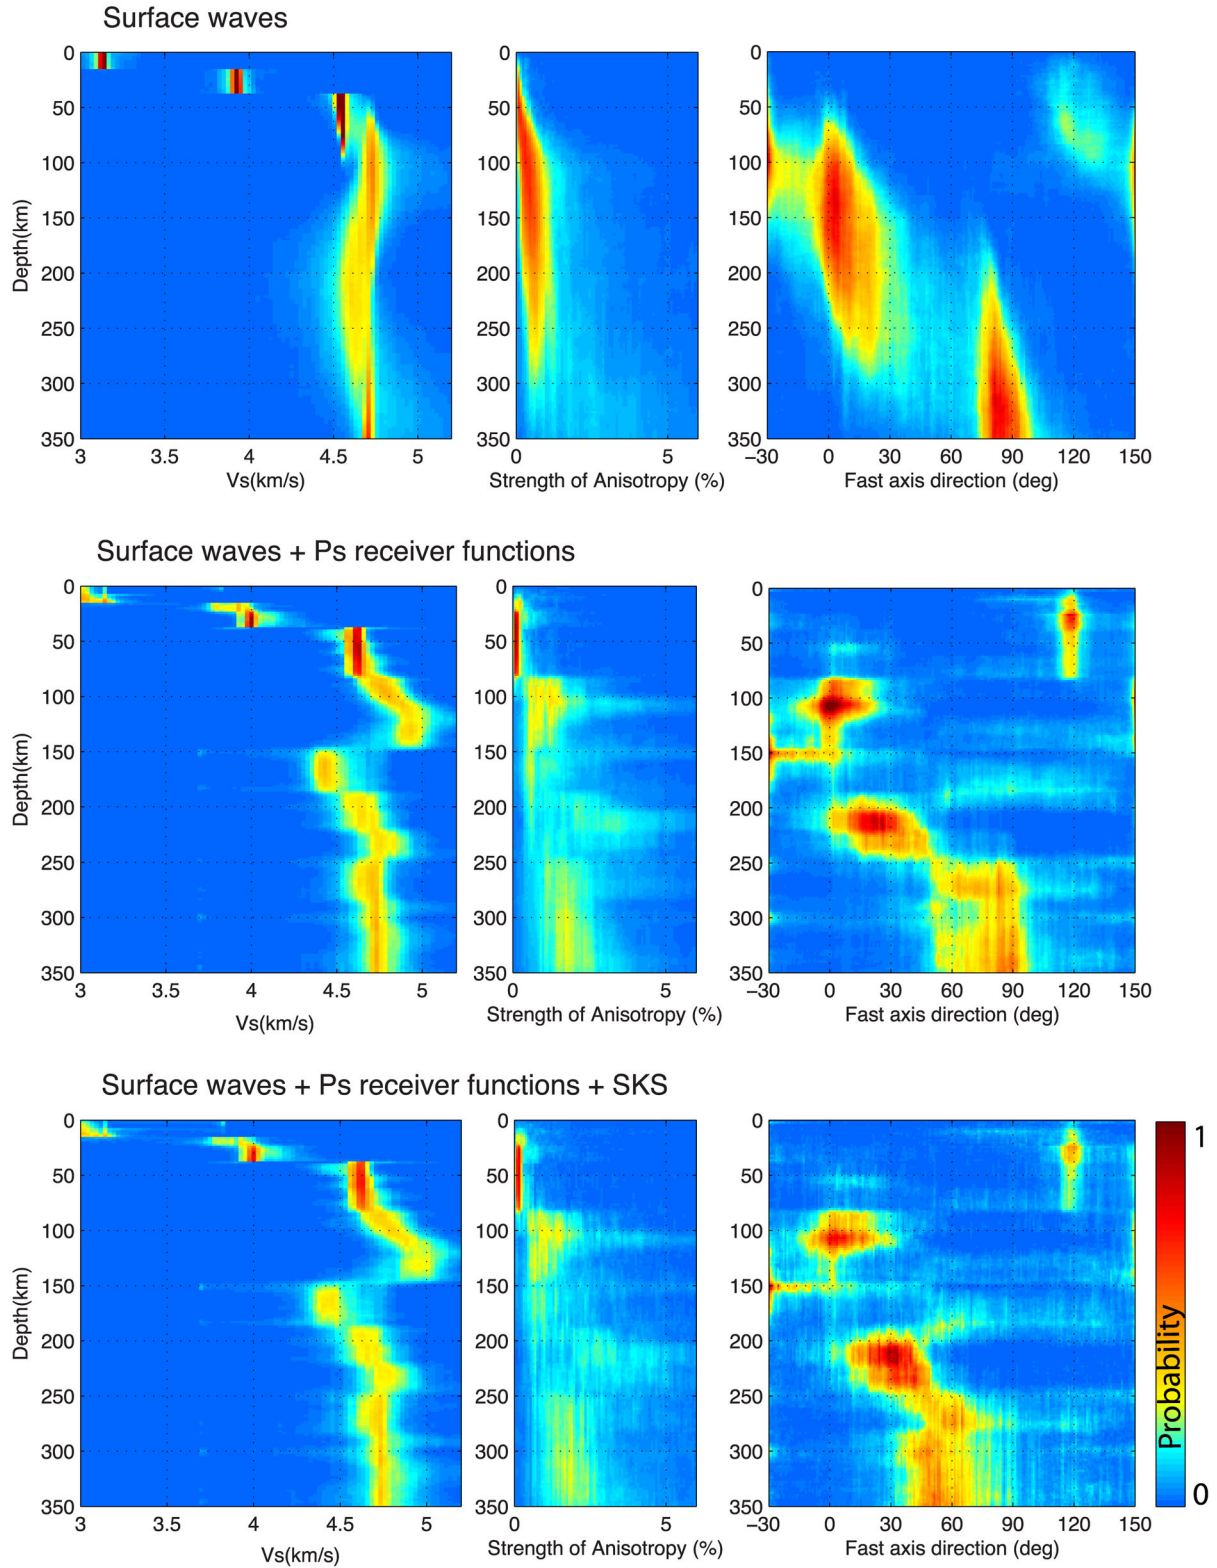 Surface waves
0 0 0
50 50 50
100 100 100
150 150 150
200 200 200
250 250 250
300 300 300
350 350 350
Depth(km)
3 3.5 4 4.5 5 0 5 −30 0 30 60 90 120 150
Vs(km/s) Strength of Anisotropy (%) Fast axis direction (deg)
Surface waves + Ps receiver functions
0 0 0
50 50 50
100 100 100
150 150 150
200 200 200
250 250 250
300 300 300
350 350 350
Depth(km)
3 3.5 4 4.5 5 0 5 −30 0 30 60 90 120 150
Vs(km/s) Strength of Anisotropy (%) Fast axis direction (deg)
Surface waves + Ps receiver functions + SKS
0 0 0
50 50 50
100 100 100
150 150 150
200 200 200
250 250 250
300 300 300
350 350 350
Depth(km)
3 3.5 4 4.5 5 0 5 −30 0 30 60 90 120 150
Vs(km/s) Strength of Anisotropy (%) Fast axis direction (deg)
1
Probability
0